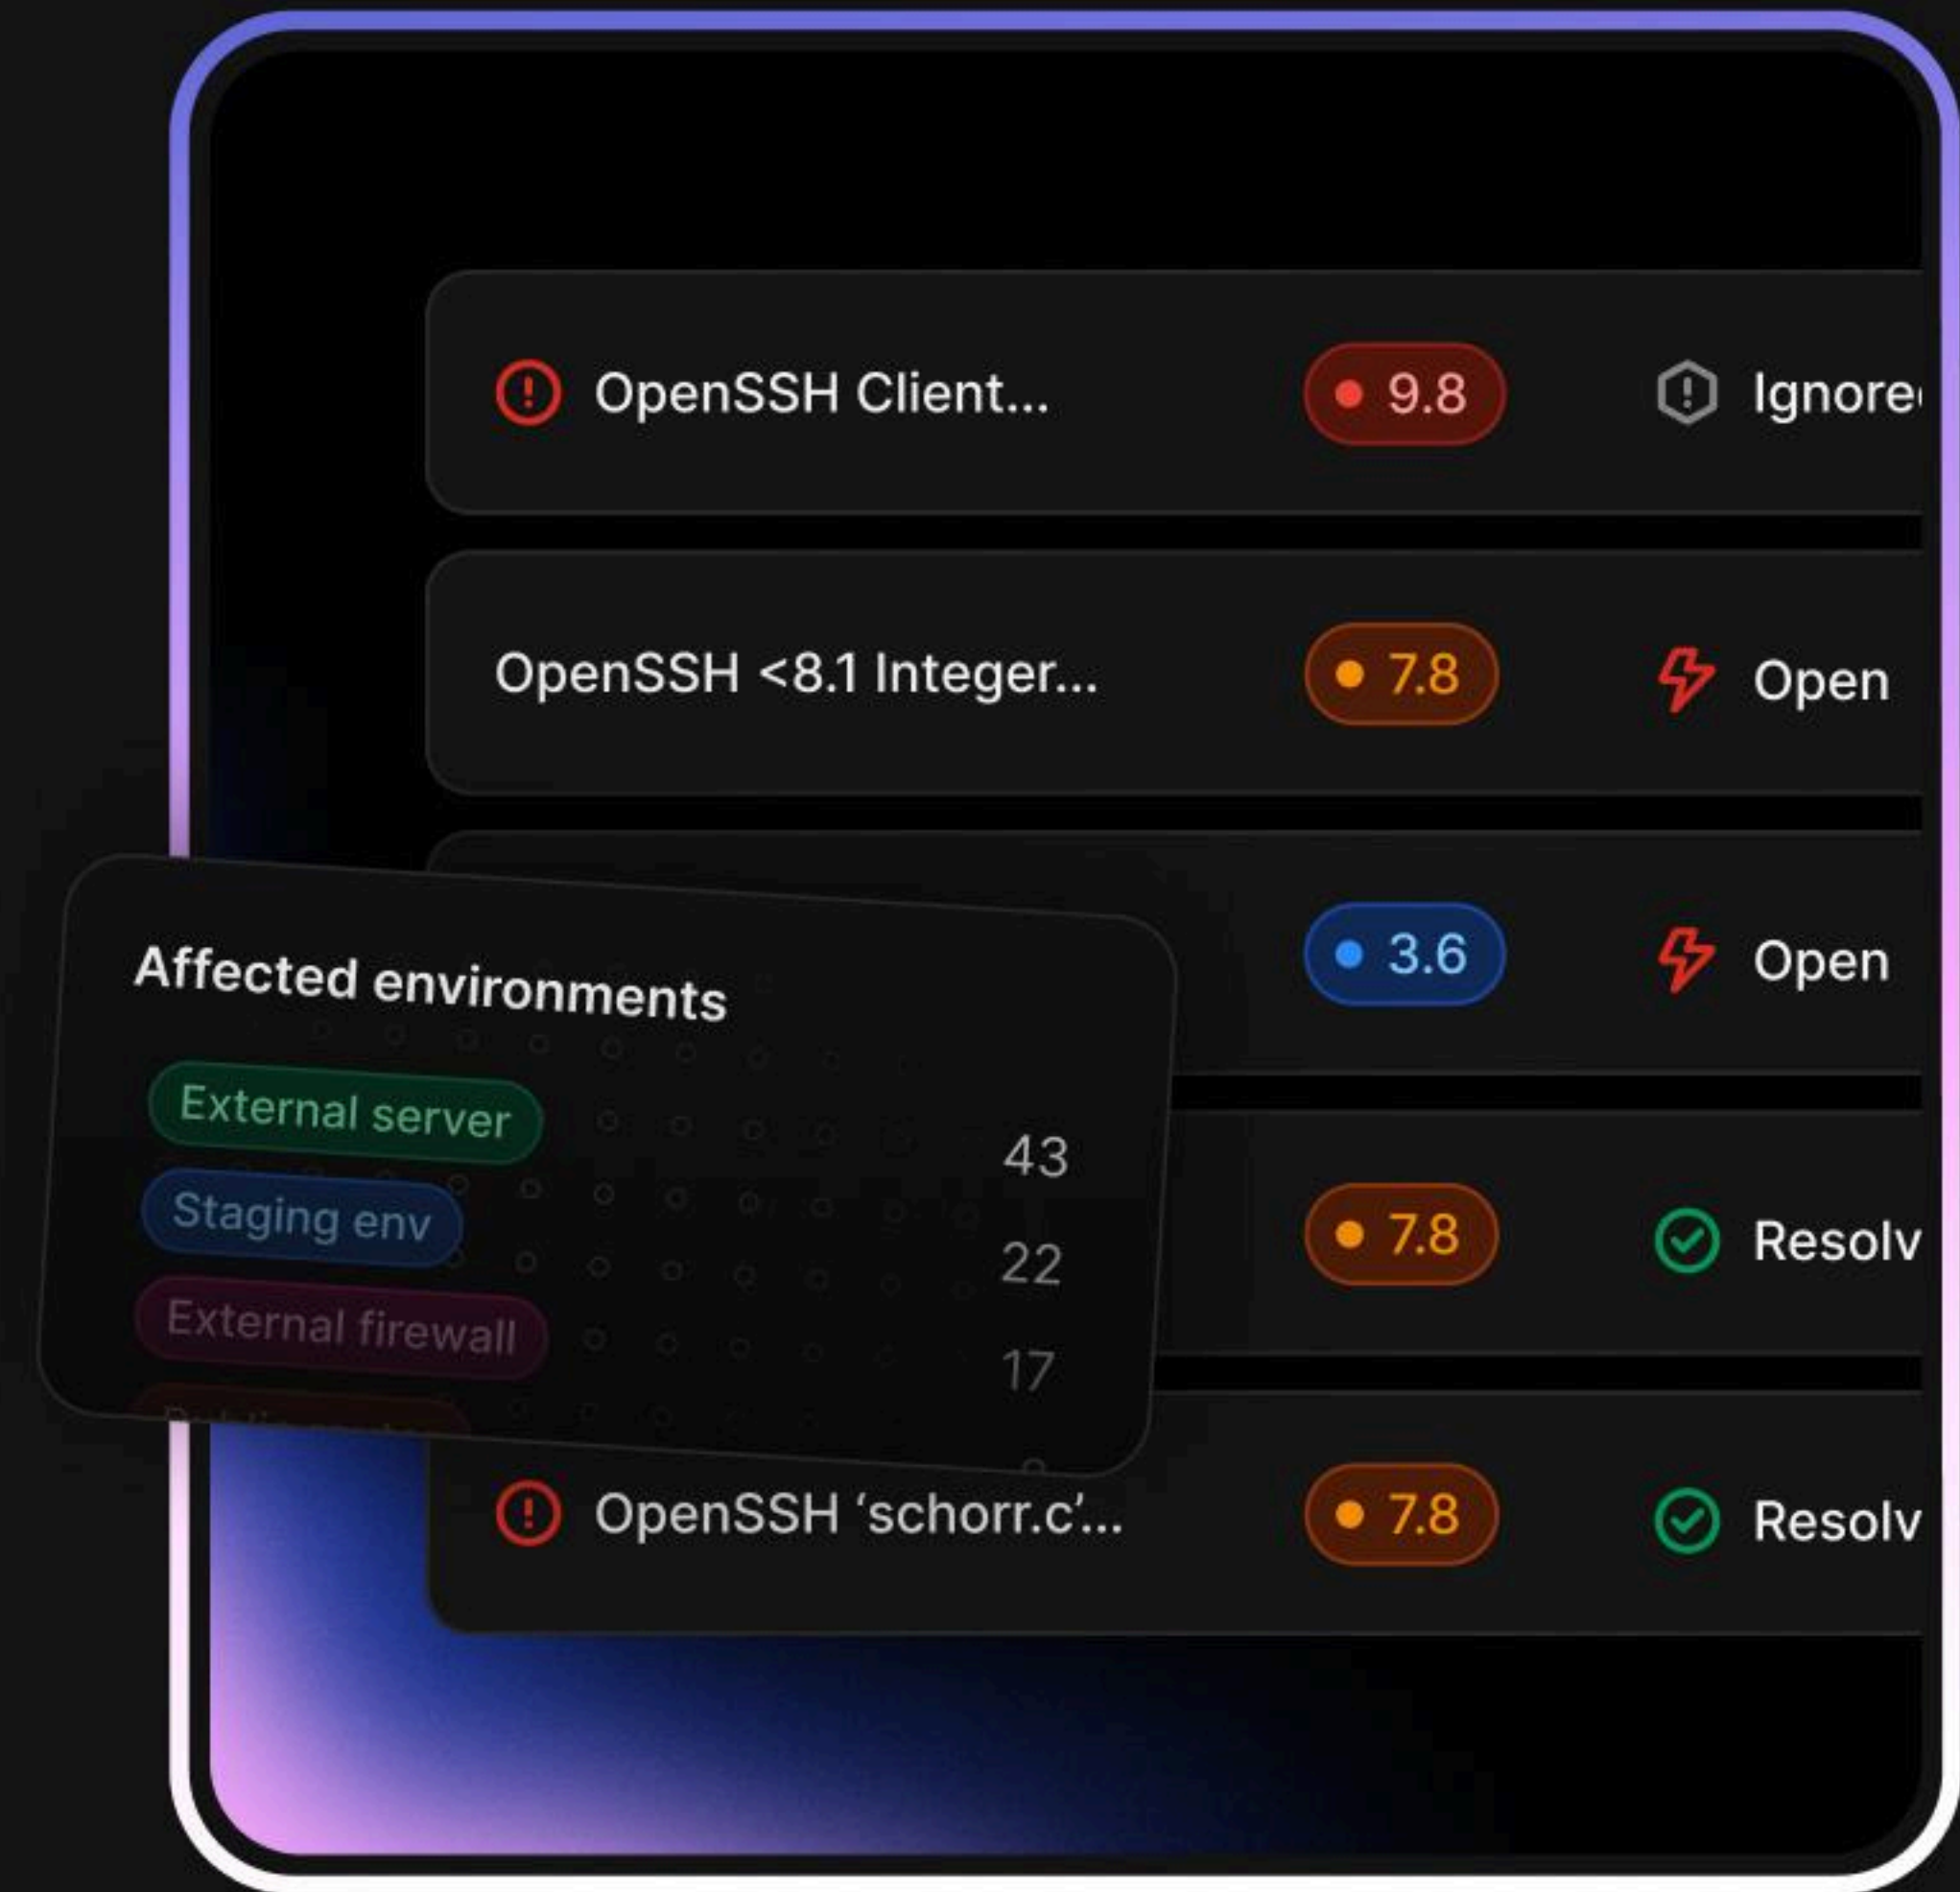 OpenSSH Client... 9.8 Ignore
OpenSSH <8.1 Integer... 7.8 Open
3.6 Open
Affected environments
External server 43
Staging env 22
External firewall 17
7.8 Resolv
OpenSSH ‘schorr.c’... 7.8 Resolv